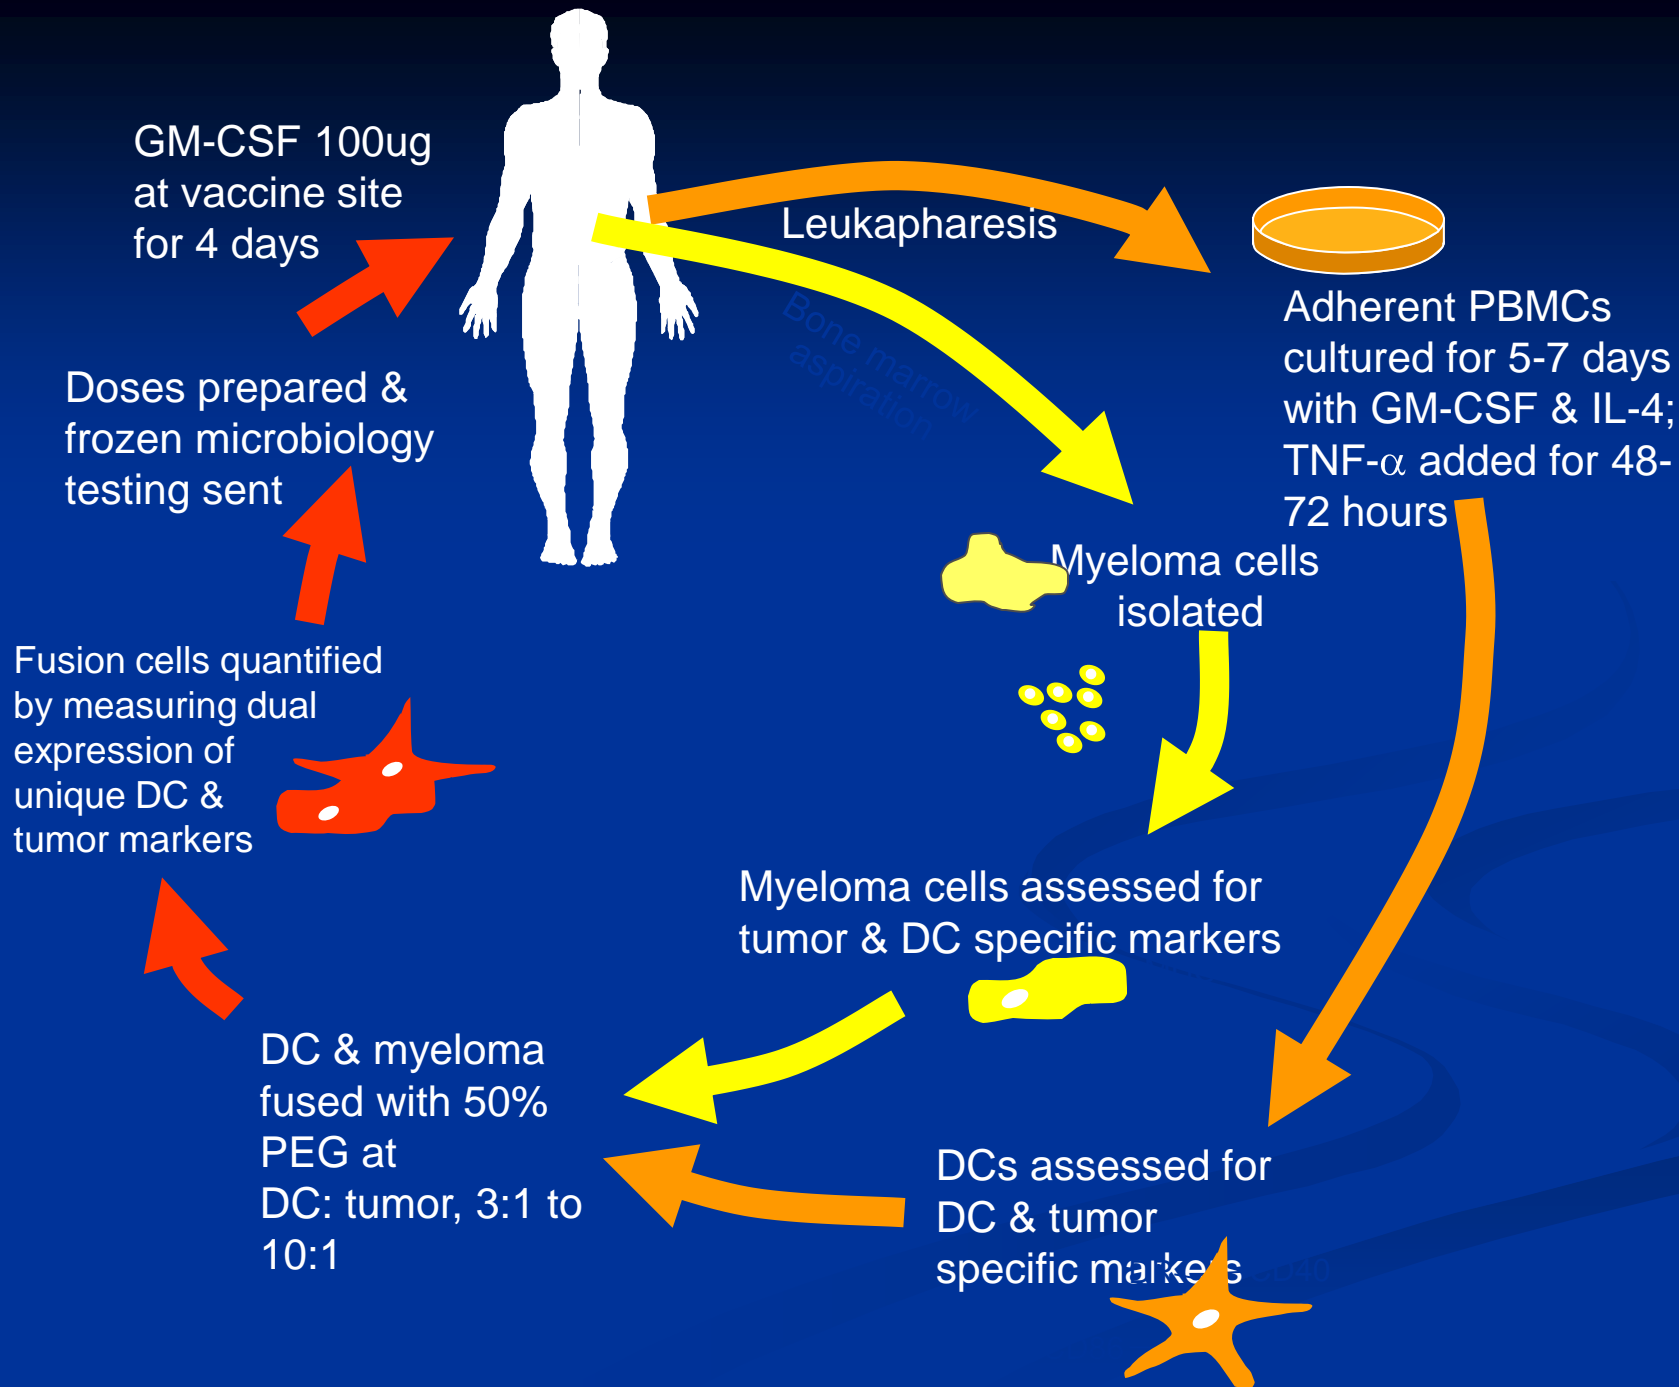 GM-CSF 100ug
at vaccine site
for 4 days
Leukapharesis
Bone marrow
aspiration
Adherent PBMCs
cultured for 5-7 days
with GM-CSF & IL-4;
TNF-α added for 48-
72 hours
Doses prepared &
frozen microbiology
testing sent
Myeloma cells
isolated
Fusion cells quantified
by measuring dual
expression of
unique DC &
tumor markers
Myeloma cells assessed for
tumor & DC specific markers
DC & myeloma
fused with 50%
PEG at
DC: tumor, 3:1 to
10:1
DCs assessed for
DC & tumor
specific markers